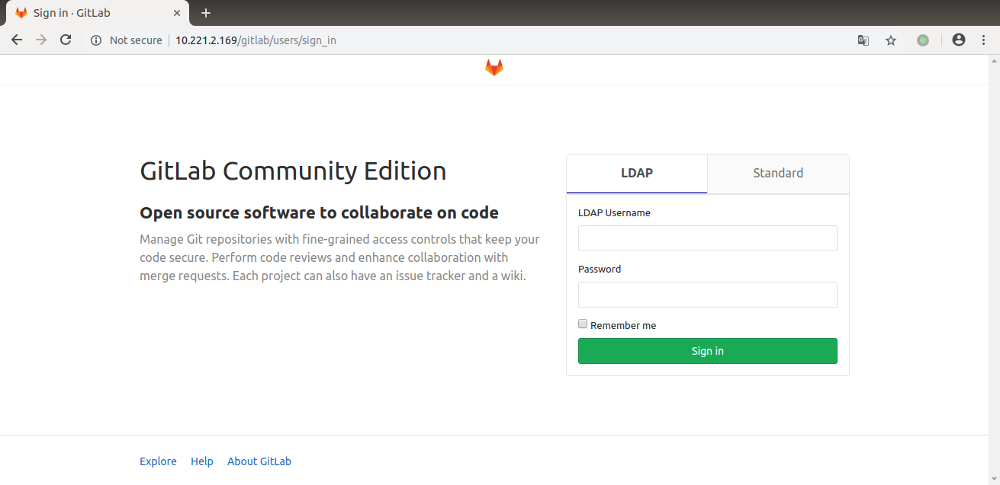 Sign in · GitLab
Not secure
10.221.2.169/gitlab/users/sign_in
GitLab Community Edition
Open source software to collaborate on code
Manage Git repositories with fine-grained access controls that keep your
code secure. Perform code reviews and enhance collaboration with
merge requests. Each project can also have an issue tracker and a wiki.
LDAP
Standard
LDAP Username
Password
Remember me
Sign in
Explore
Help
About GitLab